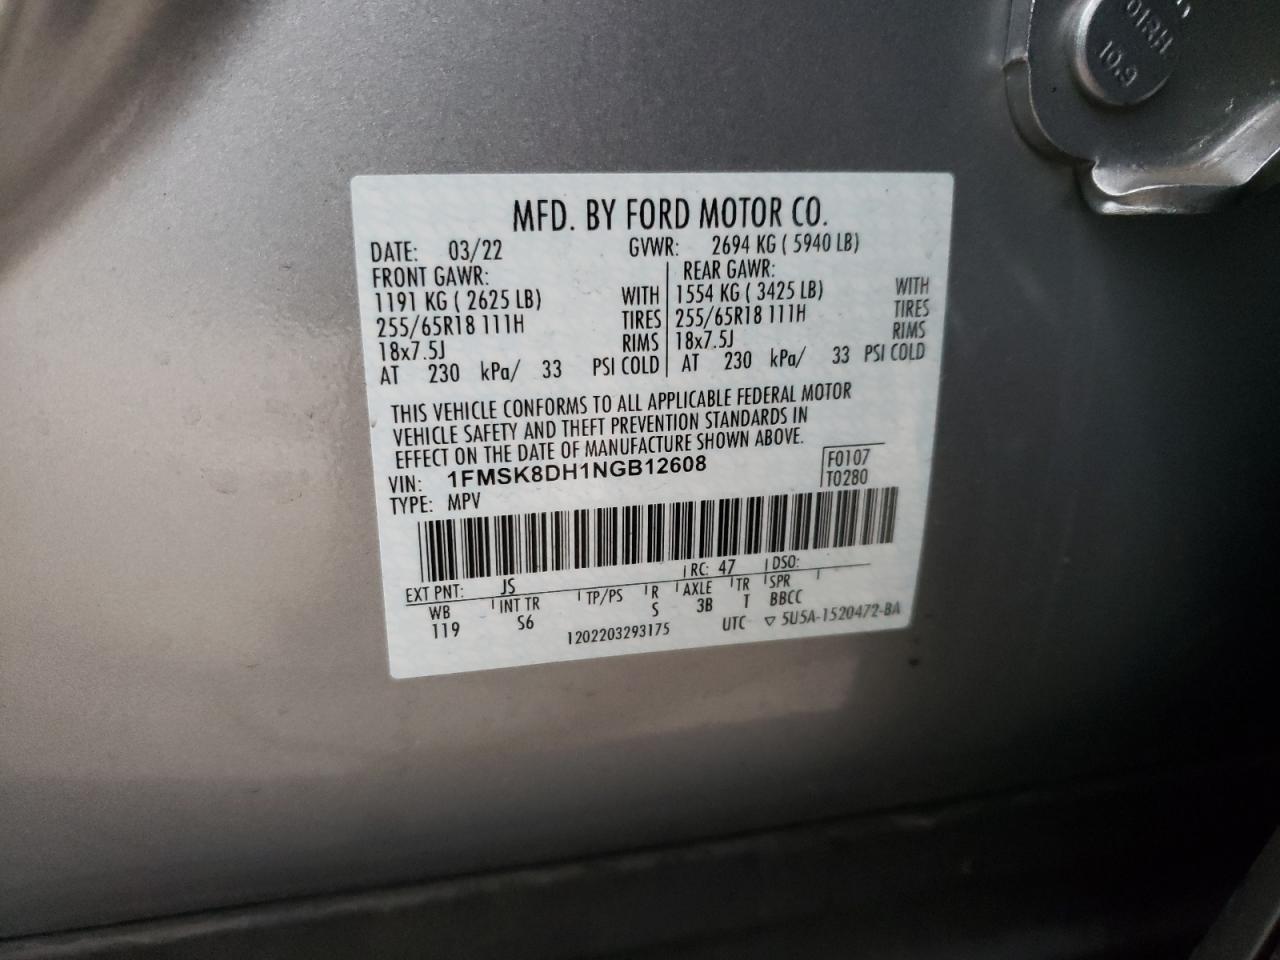 01RH
10.9
MFD. BY FORD MOTOR CO.
DATE: 03/22 GVWR: 2694 KG ( 5940 LB)
FRONT GAWR: REAR GAWR:
1191 KG ( 2625 LB) WITH 1554 KG ( 3425 LB) WITH
255/65R18 111H TIRES 255/65R18 111H TIRES
18x7.5J RIMS 18x7.5J RIMS
AT 230 kPa/ 33 PSI COLD AT 230 kPa/ 33 PSI COLD
THIS VEHICLE CONFORMS TO ALL APPLICABLE FEDERAL MOTOR
VEHICLE SAFETY AND THEFT PREVENTION STANDARDS IN
EFFECT ON THE DATE OF MANUFACTURE SHOWN ABOVE.
VIN: 1FMSK8DH1NGB12608 F0107
TYPE: MPV T0280
EXT PNT: JS RC: 47 DSO:
WB INT TR TP/PS R AXLE TR SPR
119 S6 S 3B T BBCC
1202203293175 UTC ▽ 5U5A-1520472-BA